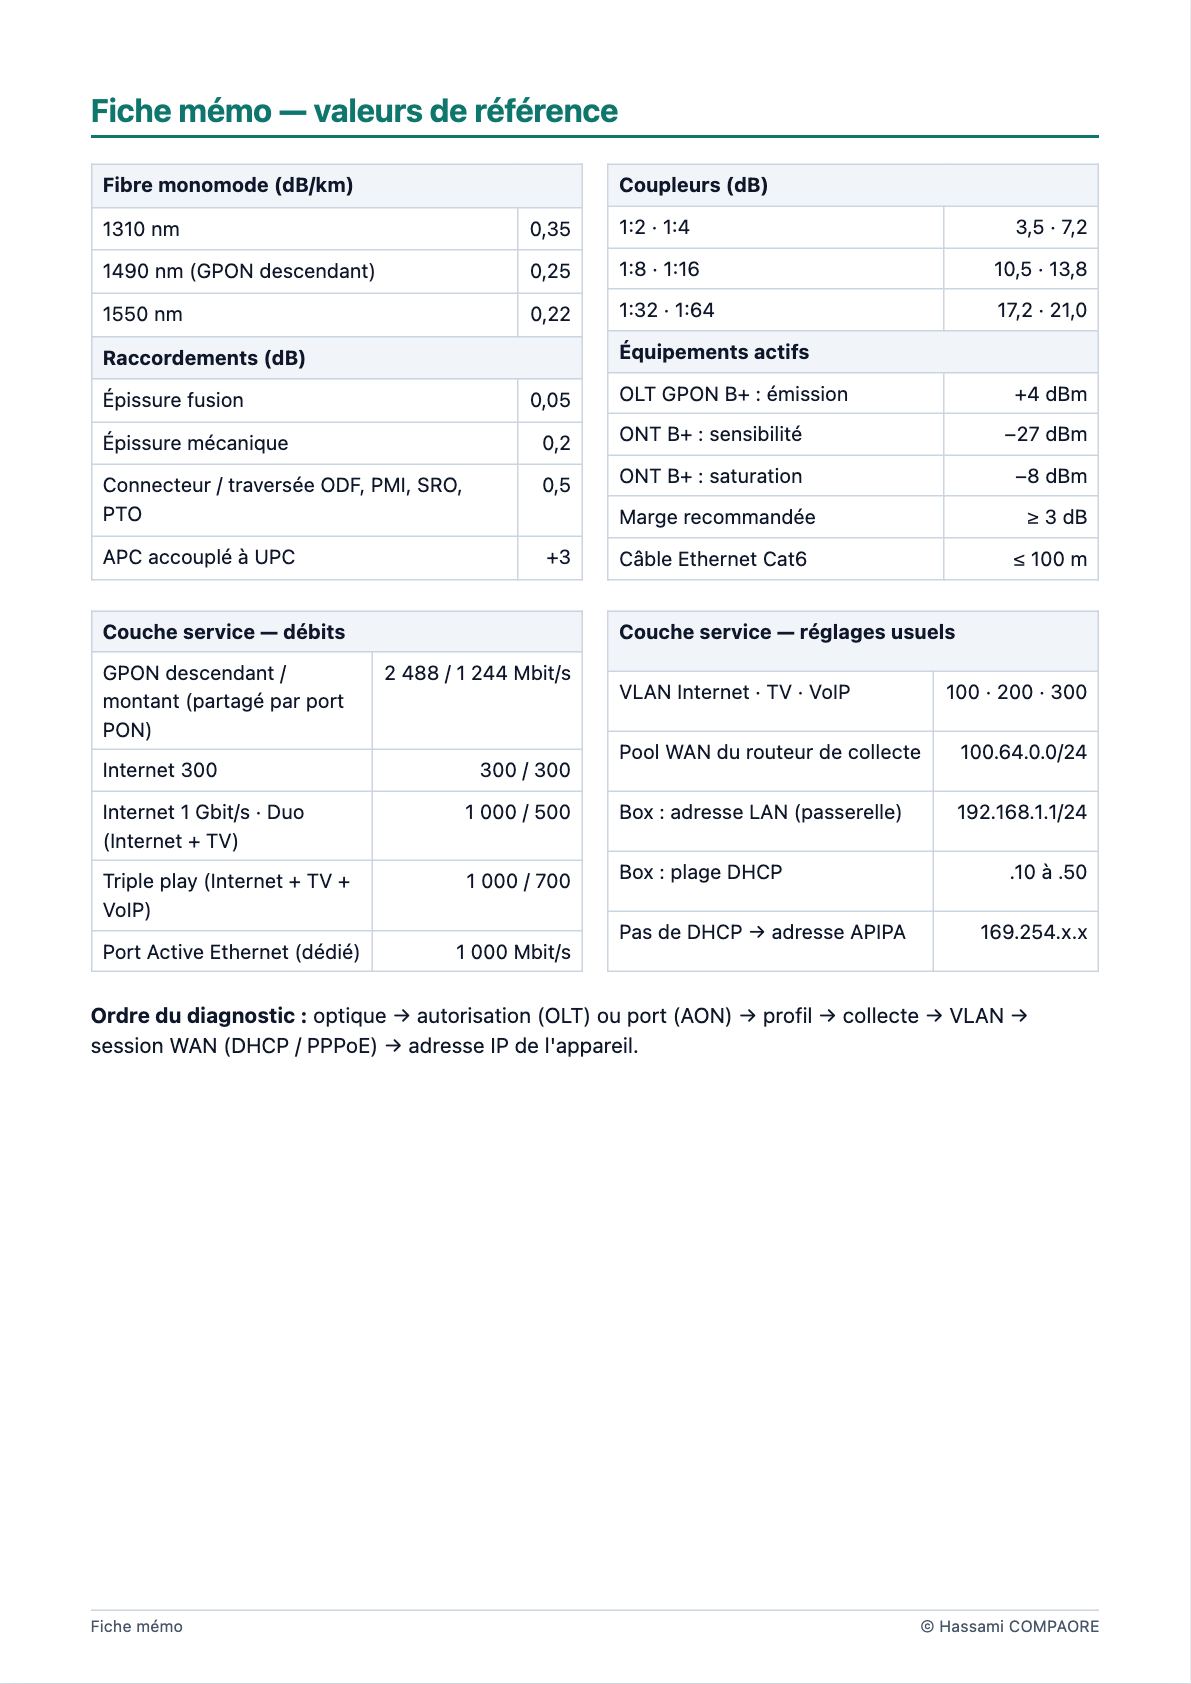 Fiche mémo — valeurs de référence
Fibre monomode (dB/km)
1310 nm 0,35
1490 nm (GPON descendant) 0,25
1550 nm 0,22
Raccordements (dB)
Épissure fusion 0,05
Épissure mécanique 0,2
Connecteur / traversée ODF, PMI, SRO, 0,5
PTO
APC accouplé à UPC +3
Coupleurs (dB)
1:2 · 1:4 3,5 · 7,2
1:8 · 1:16 10,5 · 13,8
1:32 · 1:64 17,2 · 21,0
Équipements actifs
OLT GPON B+ : émission +4 dBm
ONT B+ : sensibilité −27 dBm
ONT B+ : saturation −8 dBm
Marge recommandée ≥ 3 dB
Câble Ethernet Cat6 ≤ 100 m
Couche service — débits
GPON descendant / 2 488 / 1 244 Mbit/s
montant (partagé par port
PON)
Internet 300 300 / 300
Internet 1 Gbit/s · Duo 1 000 / 500
(Internet + TV)
Triple play (Internet + TV + 1 000 / 700
VoIP)
Port Active Ethernet (dédié) 1 000 Mbit/s
Couche service — réglages usuels
VLAN Internet · TV · VoIP 100 · 200 · 300
Pool WAN du routeur de collecte 100.64.0.0/24
Box : adresse LAN (passerelle) 192.168.1.1/24
Box : plage DHCP .10 à .50
Pas de DHCP → adresse APIPA 169.254.x.x
Ordre du diagnostic : optique → autorisation (OLT) ou port (AON) → profil → collecte → VLAN →
session WAN (DHCP / PPPoE) → adresse IP de l'appareil.
Fiche mémo © Hassami COMPAORE